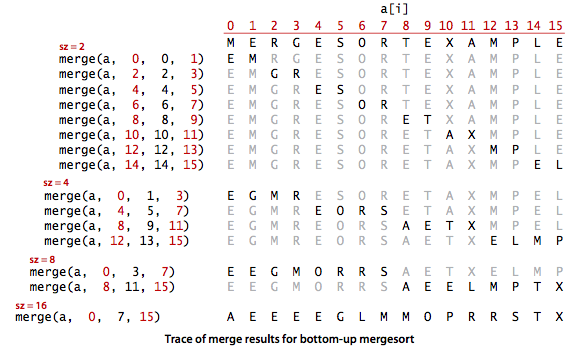 a[i]
0 1 2 3 4 5 6 7 8 9 10 11 12 13 14 15
sz = 2 M E R G E S O R T E X A M P L E
merge(a, 0, 0, 1) E M R G E S O R T E X A M P L E
merge(a, 2, 2, 3) E M G R E S O R T E X A M P L E
merge(a, 4, 4, 5) E M G R E S O R T E X A M P L E
merge(a, 6, 6, 7) E M G R E S O R T E X A M P L E
merge(a, 8, 8, 9) E M G R E S O R E T X A M P L E
merge(a, 10, 10, 11) E M G R E S O R E T A X M P L E
merge(a, 12, 12, 13) E M G R E S O R E T A X M P L E
merge(a, 14, 14, 15) E M G R E S O R E T A X M P E L
sz = 4
merge(a, 0, 1, 3) E G M R E S O R E T A X M P E L
merge(a, 4, 5, 7) E G M R E O R S E T A X M P E L
merge(a, 8, 9, 11) E G M R E O R S A E T X M P E L
merge(a, 12, 13, 15) E G M R E O R S A E T X E L M P
sz = 8
merge(a, 0, 3, 7) E E G M O R R S A E T X E L M P
merge(a, 8, 11, 15) E E G M O R R S A E E L M P T X
sz = 16
merge(a, 0, 7, 15) A E E E E G L M M O P R R S T X
Trace of merge results for bottom-up mergesort